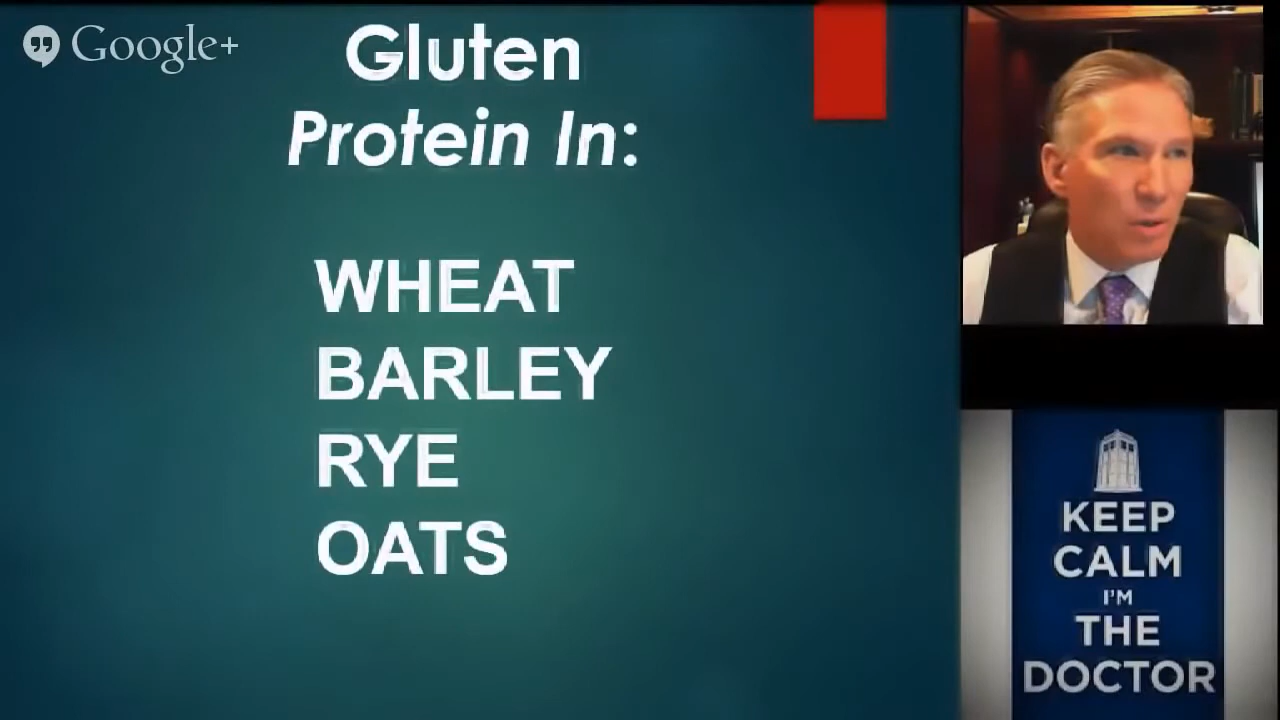 Google+
Gluten
Protein In:
WHEAT
BARLEY
RYE
OATS
KEEP
CALM
I'M
THE
DOCTOR